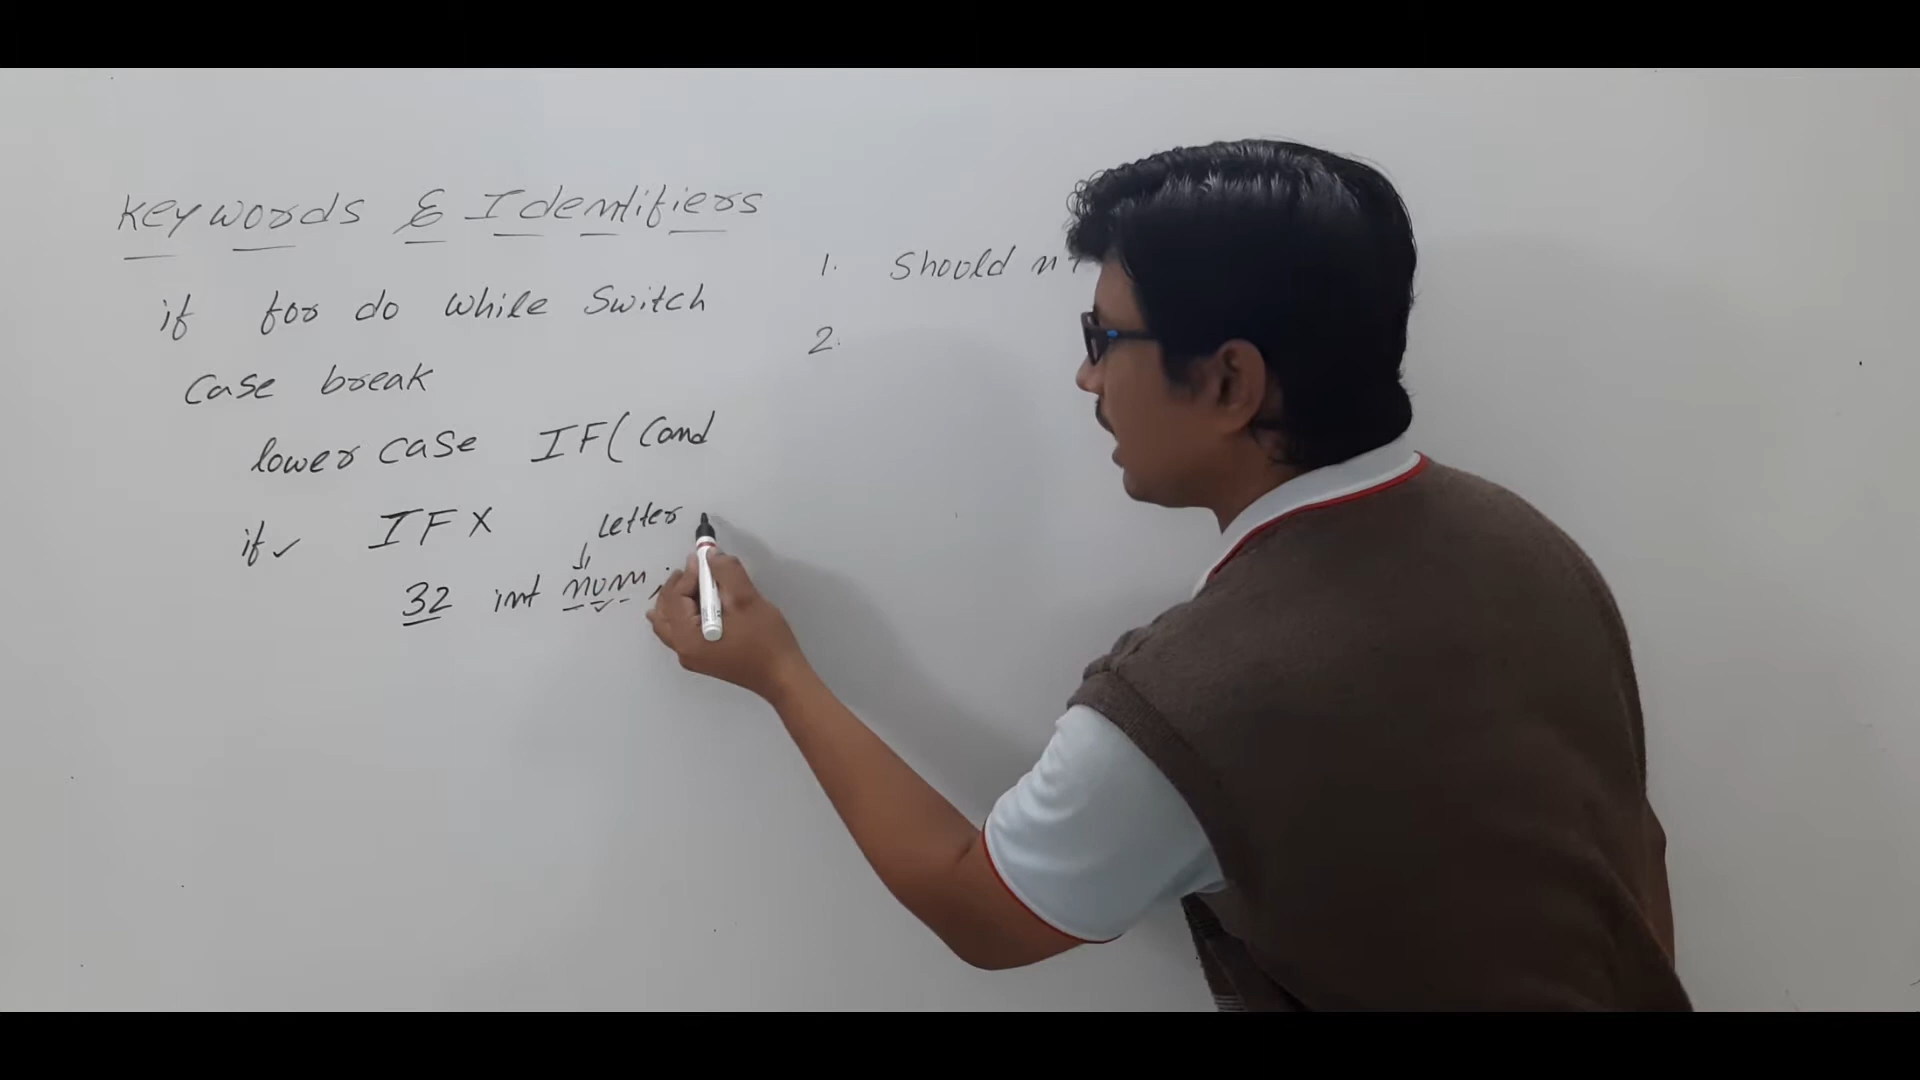 Keywords & Identifiers
if for do while Switch
Case break
lower case IF( Cond
if ✓ IF X
Letter
↓
32 int num ;
1. Should n
2.